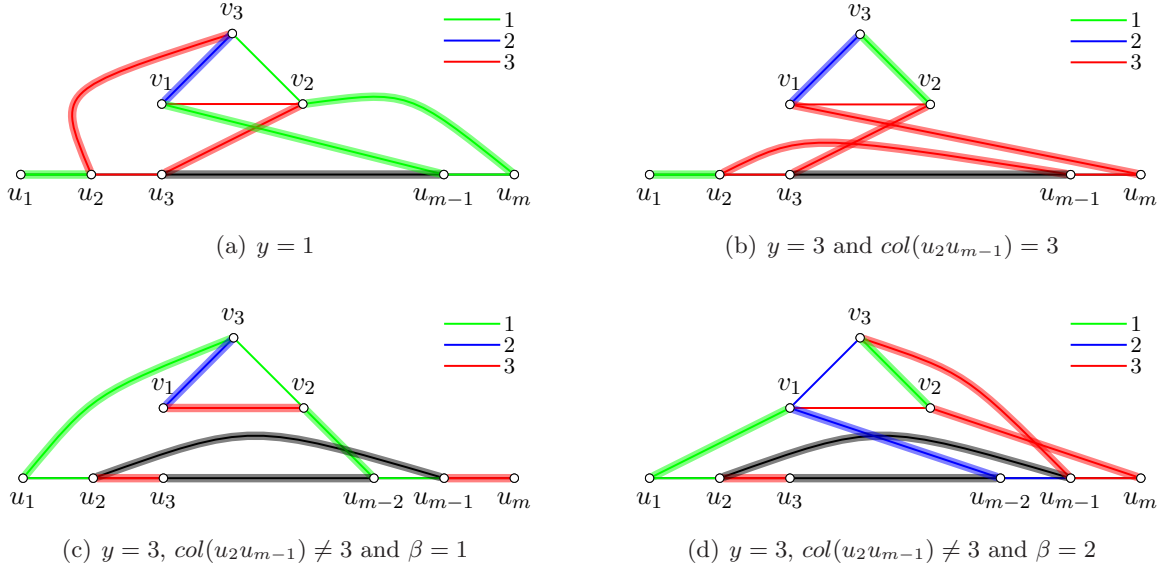 v₃
1
2
3
v₁
v₂
u₁
u₂
u₃
uₘ₋₁
uₘ
(a) y = 1
v₃
1
2
3
v₁
v₂
u₁
u₂
u₃
uₘ₋₁
uₘ
(b) y = 3 and col(u₂uₘ₋₁) = 3
v₃
1
2
3
v₁
v₂
u₁
u₂
u₃
uₘ₋₂
uₘ₋₁
uₘ
(c) y = 3, col(u₂uₘ₋₁) ≠ 3 and β = 1
v₃
1
2
3
v₁
v₂
u₁
u₂
u₃
uₘ₋₂
uₘ₋₁
uₘ
(d) y = 3, col(u₂uₘ₋₁) ≠ 3 and β = 2